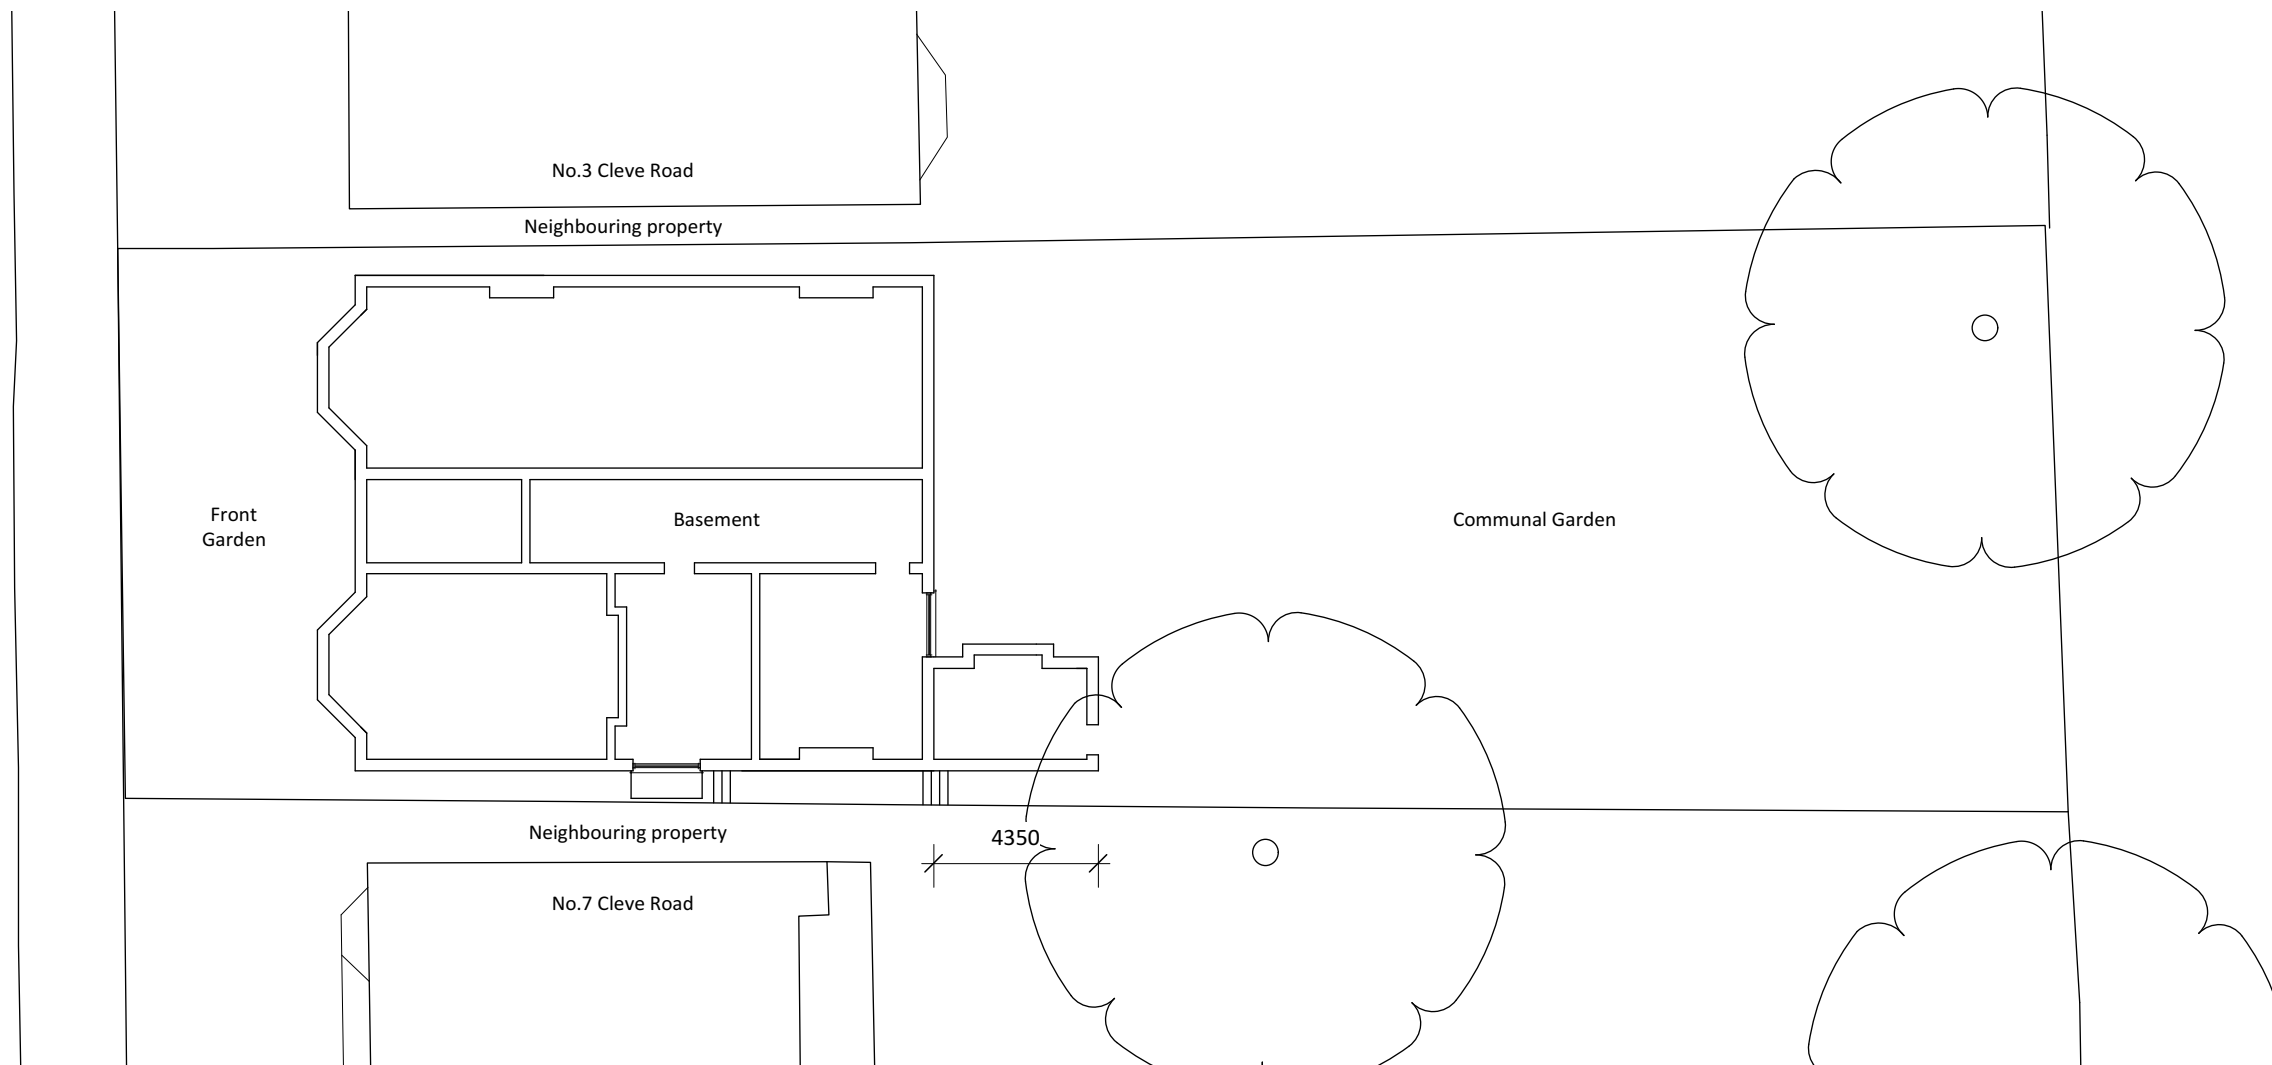 No.3 Cleve Road
Neighbouring property
Front
Garden
Basement
Communal Garden
Neighbouring property
4350
No.7 Cleve Road